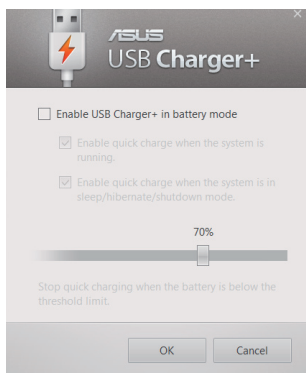 ASUS
USB Charger+
Enable USB Charger+ in battery mode
Enable quick charge when the system is
running.
Enable quick charge when the system is in
sleep/hibernate/shutdown mode.
70%
Stop quick charging when the battery is below the
threshold limit.
OK Cancel